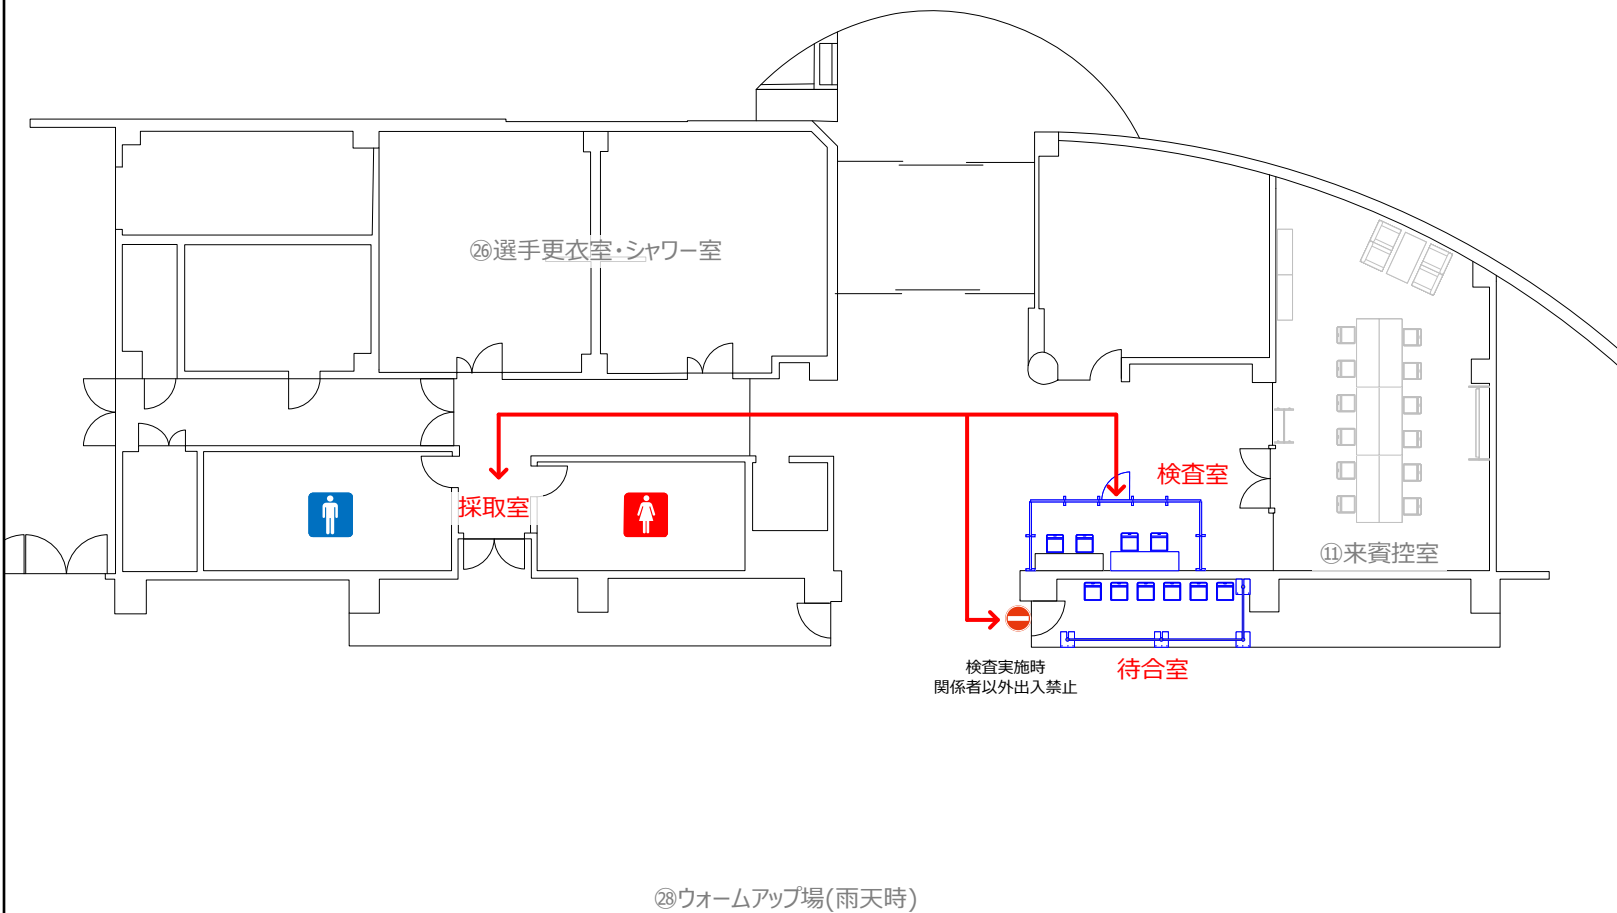 ㉖選手更衣室・シャワー室
検査室
採取室
⑪来賓控室
検査実施時
関係者以外出入禁止
待合室
㉘ウォームアップ場(雨天時)